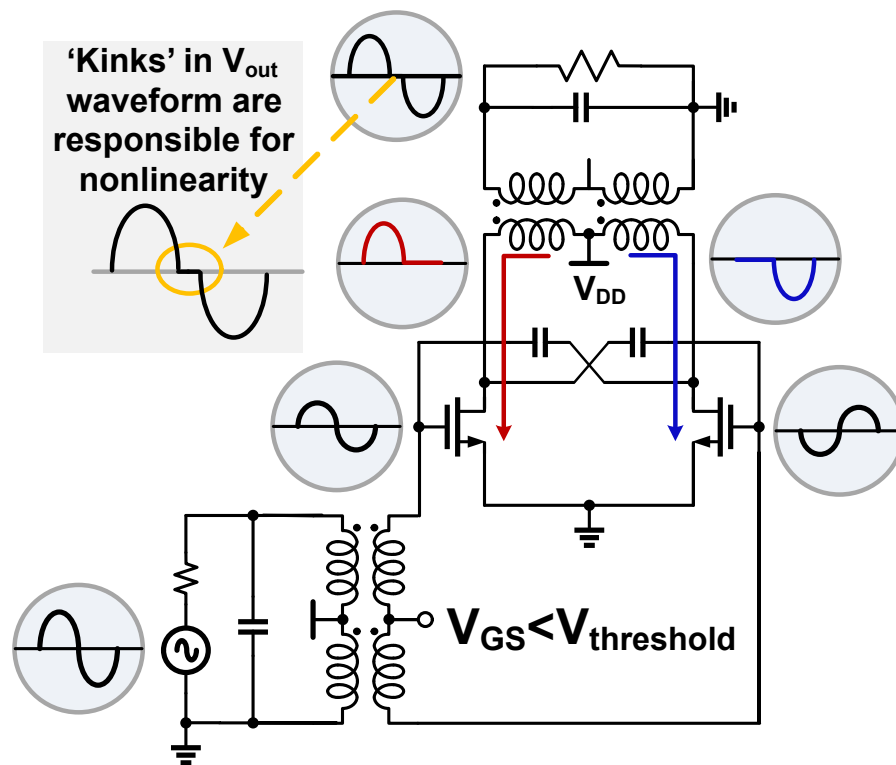 ‘Kinks’ in Vout
waveform are
responsible for
nonlinearity
VDD
VGS<Vthreshold